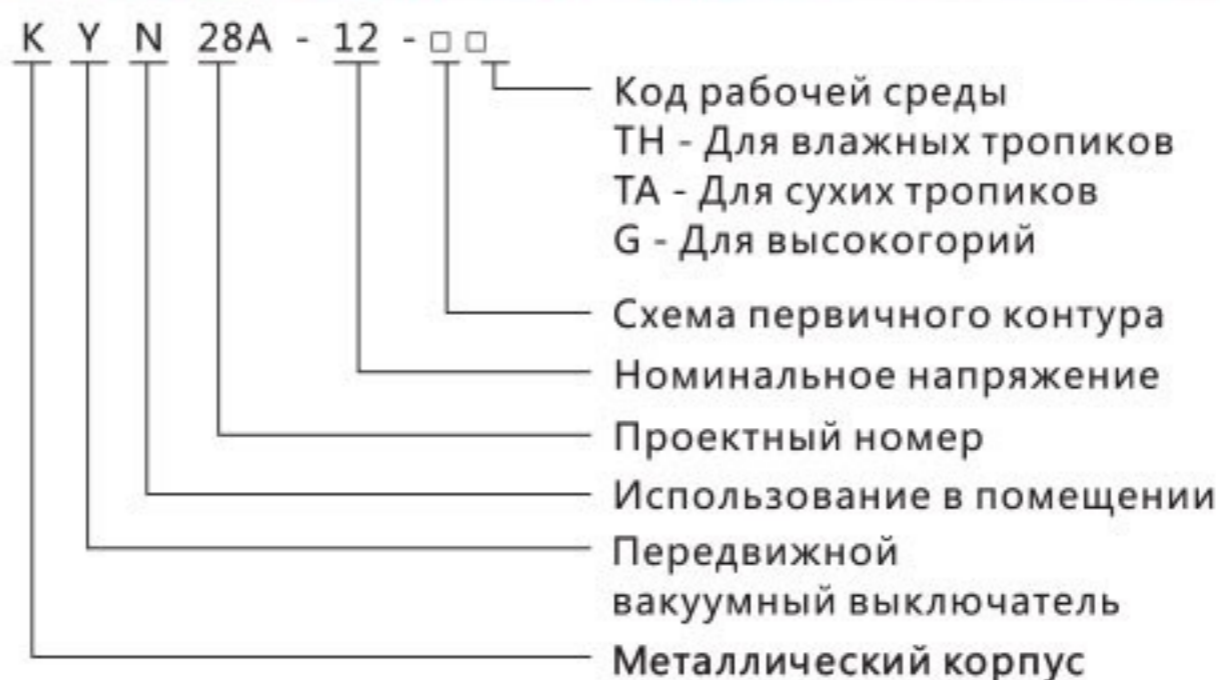 K Y N 28A - 12 - □ □
Код рабочей среды
TH - Для влажных тропиков
TA - Для сухих тропиков
G - Для высокогорий
Схема первичного контура
Номинальное напряжение
Проектный номер
Использование в помещении
Передвижной
вакуумный выключатель
Металлический корпус